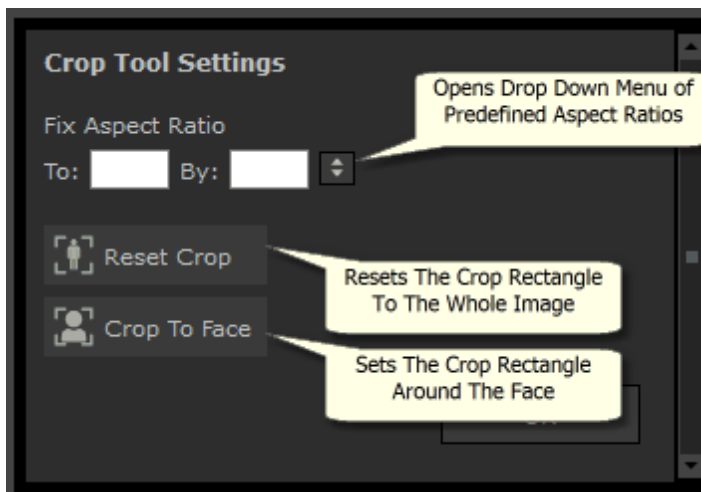 Crop Tool Settings
Opens Drop Down Menu of
Predefined Aspect Ratios
Fix Aspect Ratio
To: By:
Reset Crop
Resets The Crop Rectangle
To The Whole Image
Crop To Face
Sets The Crop Rectangle
Around The Face